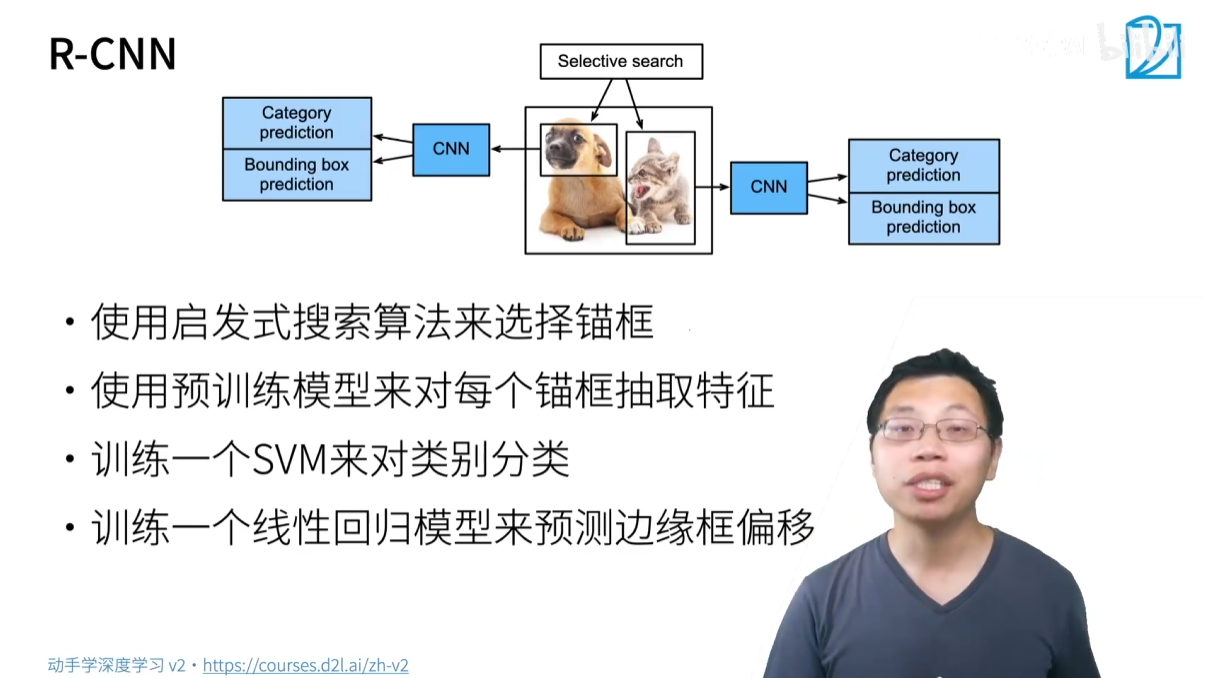 R-CNN
Selective search
Category
prediction
Bounding box
prediction
CNN
CNN
Category
prediction
Bounding box
prediction
• 使用启发式搜索算法来选择锚框
• 使用预训练模型来对每个锚框抽取特征
• 训练一个SVM来对类别分类
• 训练一个线性回归模型来预测边缘框偏移
动手学深度学习 v2 • https://courses.d2l.ai/zh-v2